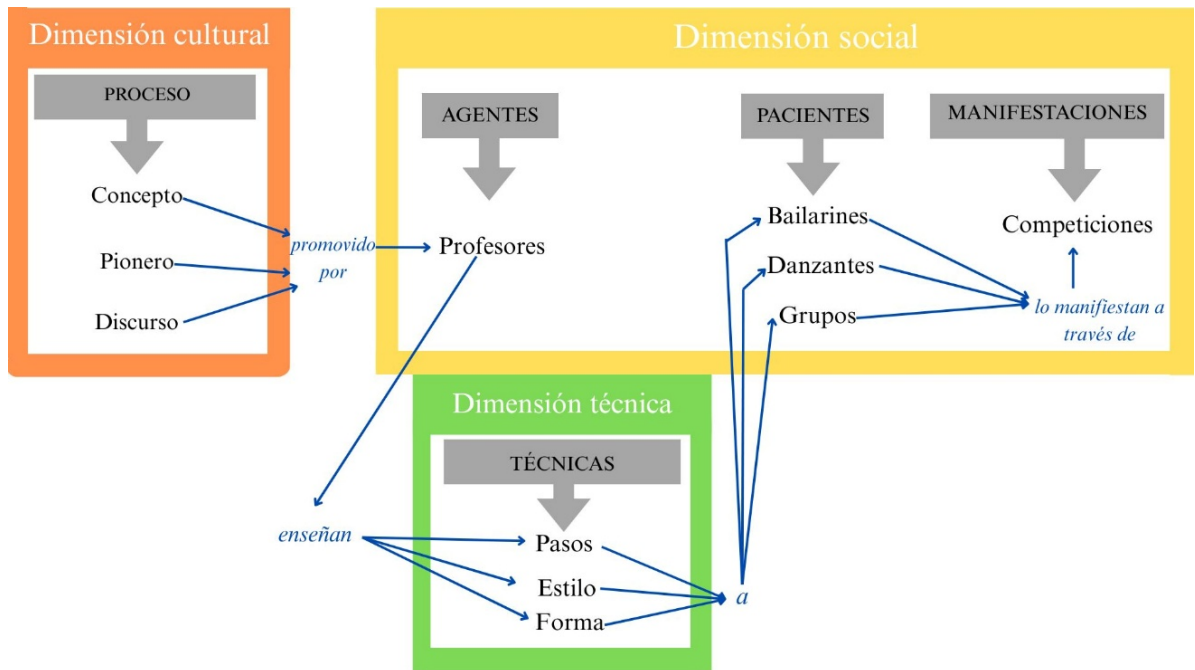 Dimensión cultural
PROCESO
Concepto
Pionero
Discurso
promovido
por
Dimensión social
AGENTES
Profesores
PACIENTES
Bailarines
Danzantes
Grupos
MANIFESTACIONES
Competiciones
lo manifiestan a
través de
Dimensión técnica
TÉCNICAS
enseñan
Pasos
Estilo
Forma
a